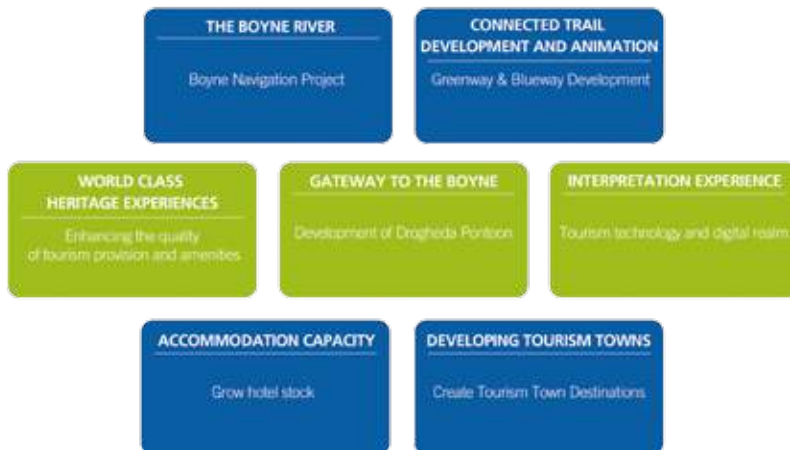 THE BOYNE RIVER
Boyne Navigation Project
CONNECTED TRAIL
DEVELOPMENT AND ANIMATION
Greenway & Blueway Development
WORLD CLASS
HERITAGE EXPERIENCES
Enhancing the quality
of tourism provision and amenities
GATEWAY TO THE BOYNE
Development of Drogheda Pontoon
INTERPRETATION EXPERIENCE
Tourism technology and digital realm
ACCOMMODATION CAPACITY
Grow hotel stock
DEVELOPING TOURISM TOWNS
Create Tourism Town Destinations